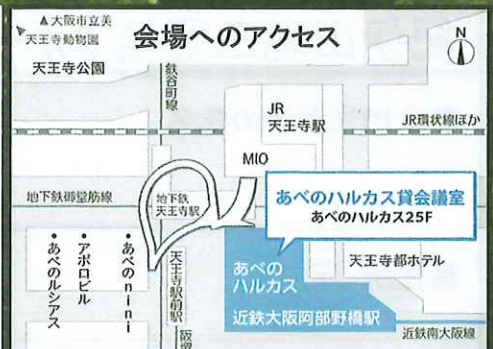 ▲大阪市立美
天王寺動物園
会場へのアクセス
N
天王寺公園
谷町線
JR
天王寺駅
JR環状線ほか
MIO
地下鉄御堂筋線
地下鉄
天王寺駅
あべのハルカス貸会議室
あべのハルカス25F
・あべのnini
・アポロビル
・あべのルシアス
天王寺駅前駅
阪堺
あべの
ハルカス
天王寺都ホテル
近鉄大阪阿部野橋駅
近鉄南大阪線